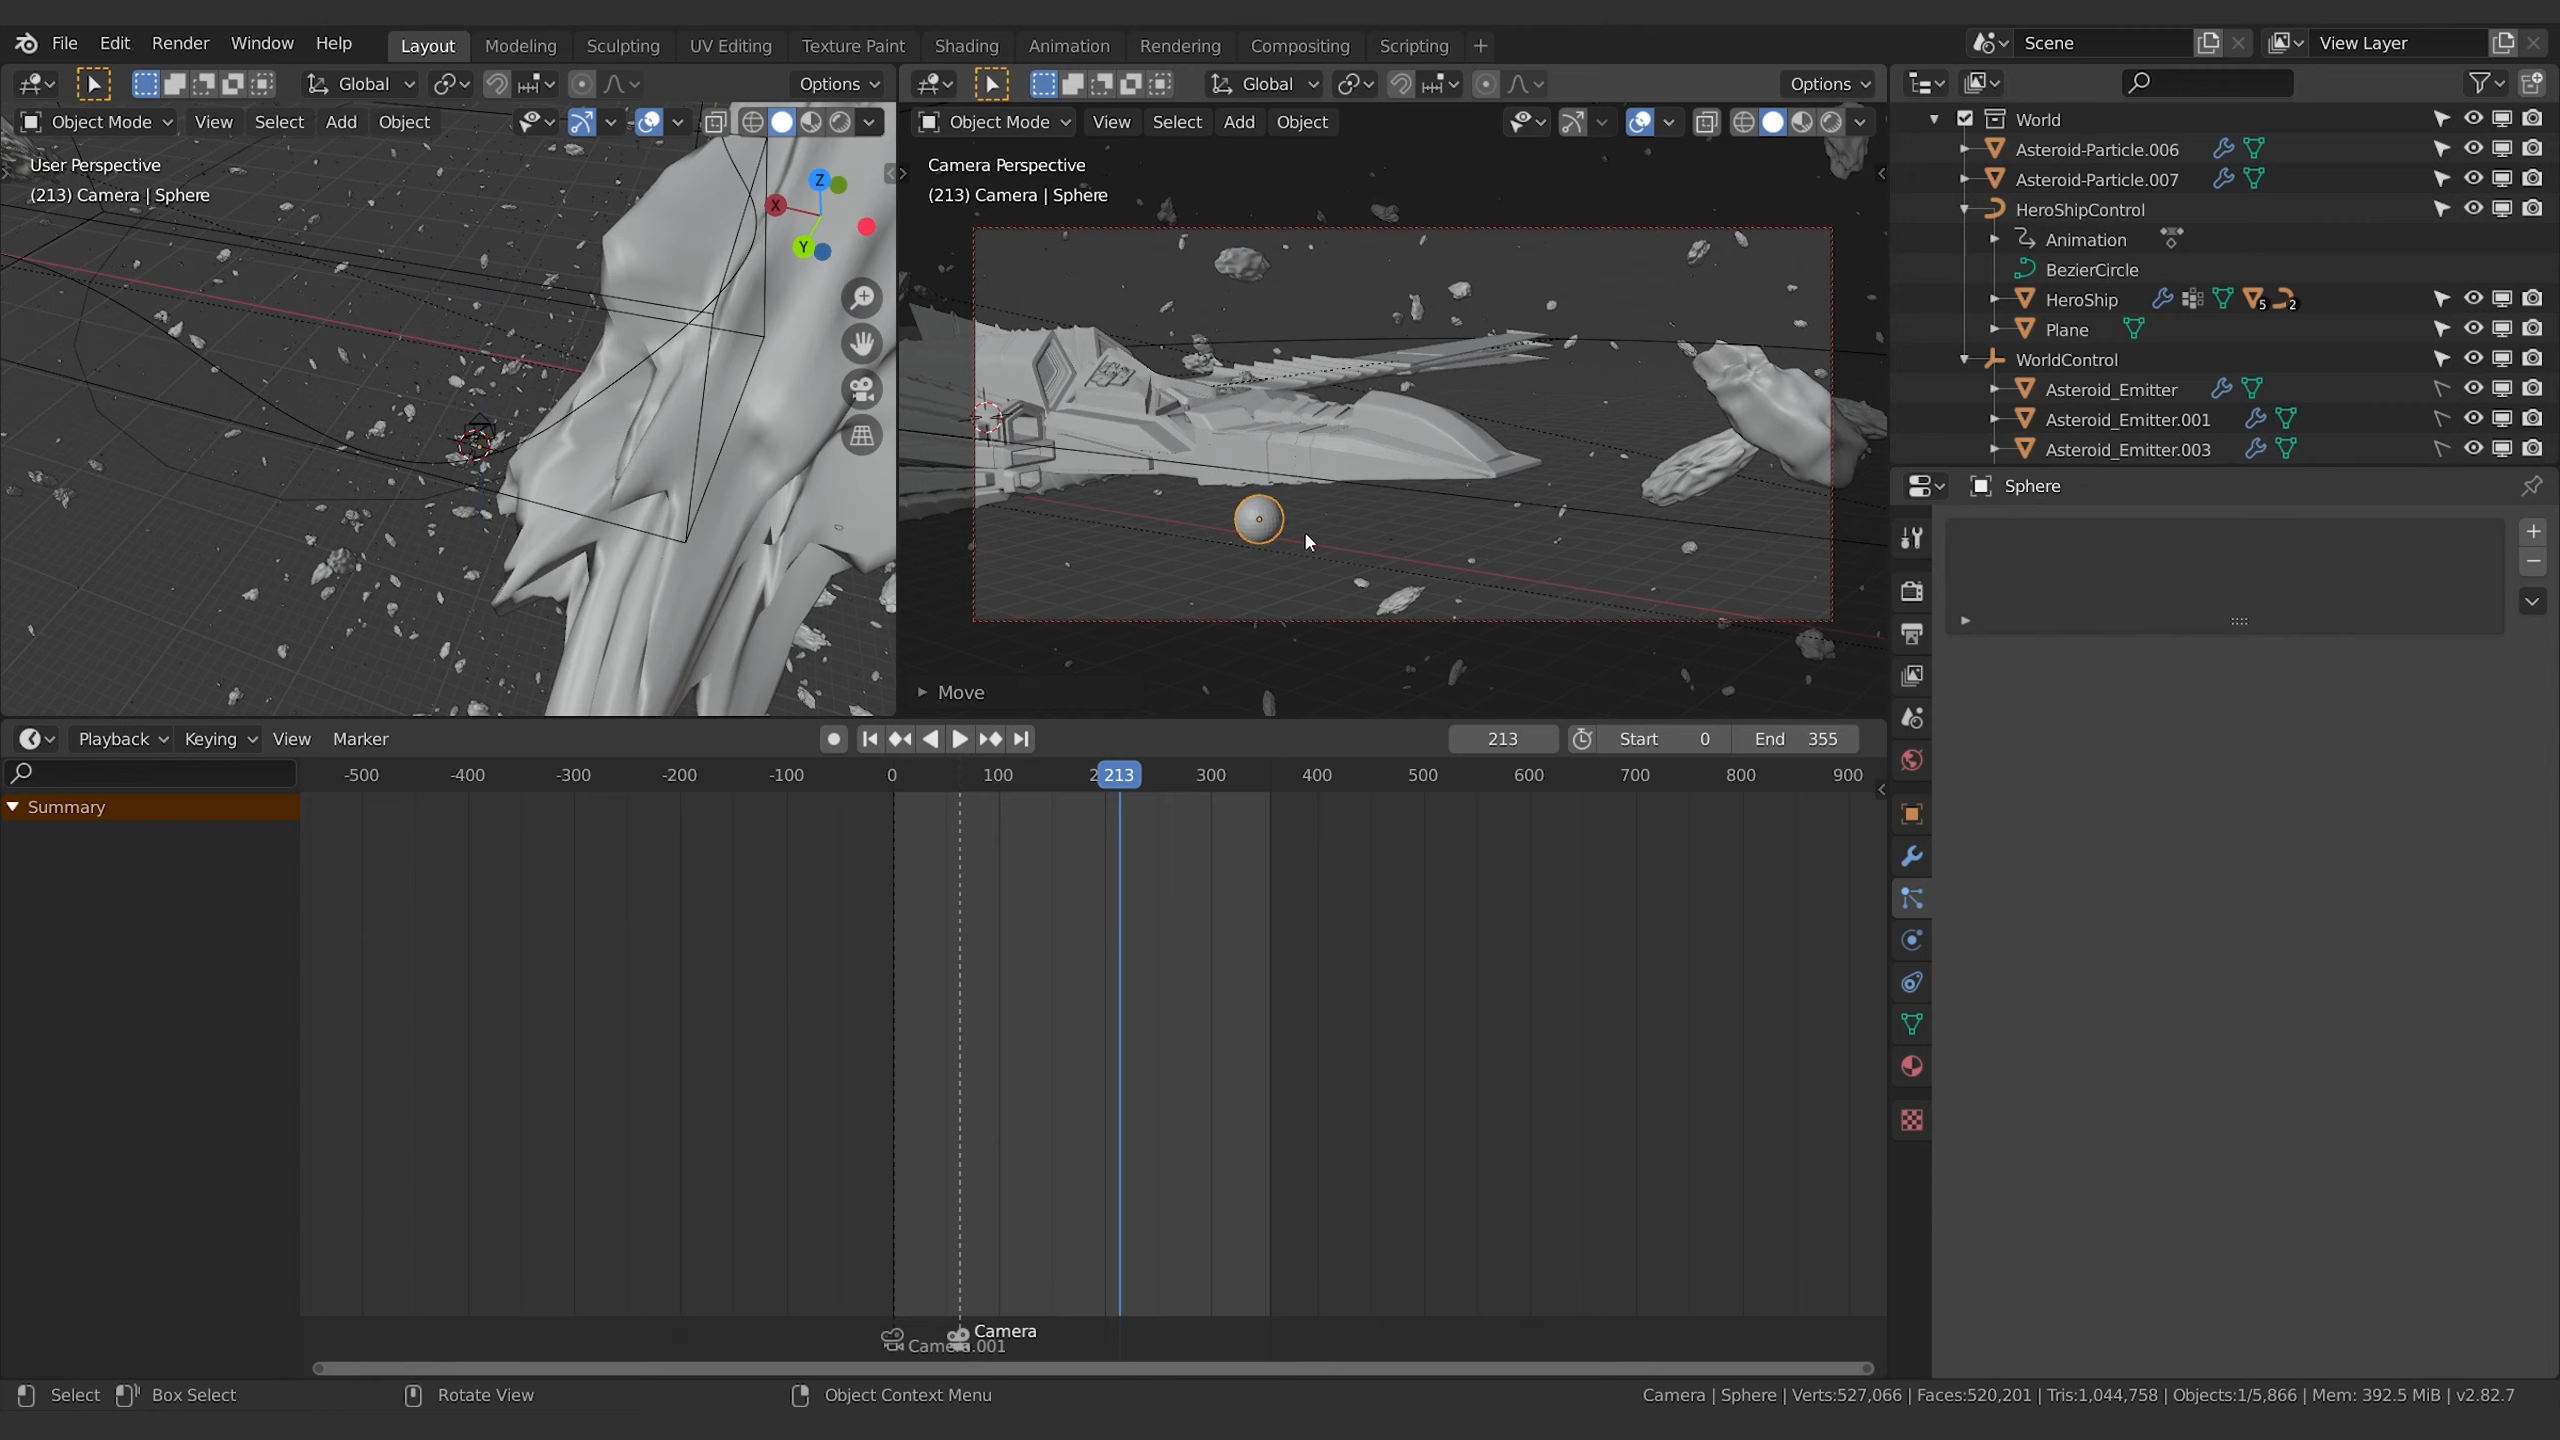 File Edit Render Window Help Layout Modeling Sculpting UV Editing Texture Paint Shading Animation Rendering Compositing Scripting + Scene View Layer
Global Options Global Options
Object Mode View Select Add Object Object Mode View Select Add Object
User Perspective
(213) Camera | Sphere
Z
X
Y
Camera Perspective
(213) Camera | Sphere
Move
World
Asteroid-Particle.006
Asteroid-Particle.007
HeroShipControl
Animation
BezierCircle
HeroShip 5 2
Plane
WorldControl
Asteroid_Emitter
Asteroid_Emitter.001
Asteroid_Emitter.003
Sphere
Playback Keying View Marker 213 Start 0 End 355
-500 -400 -300 -200 -100 0 100 2 213 300 400 500 600 700 800 900
Summary
Camera
Came .001
Select Box Select Rotate View Object Context Menu Camera | Sphere | Verts:527,066 | Faces:520,201 | Tris:1,044,758 | Objects:1/5,866 | Mem: 392.5 MiB | v2.82.7